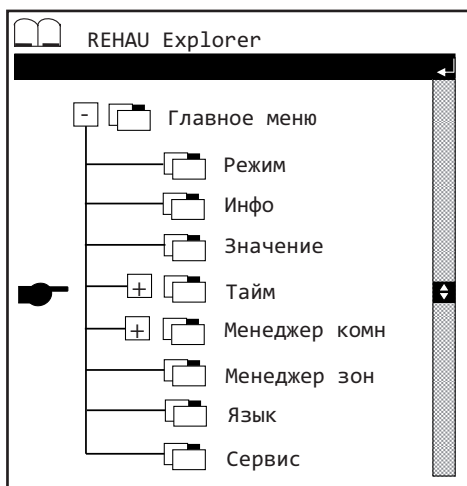 REHAU Explorer
- Главное меню
Режим
Инфо
Значение
+ Тайм
+ Менеджер комн
Менеджер зон
Язык
Сервис